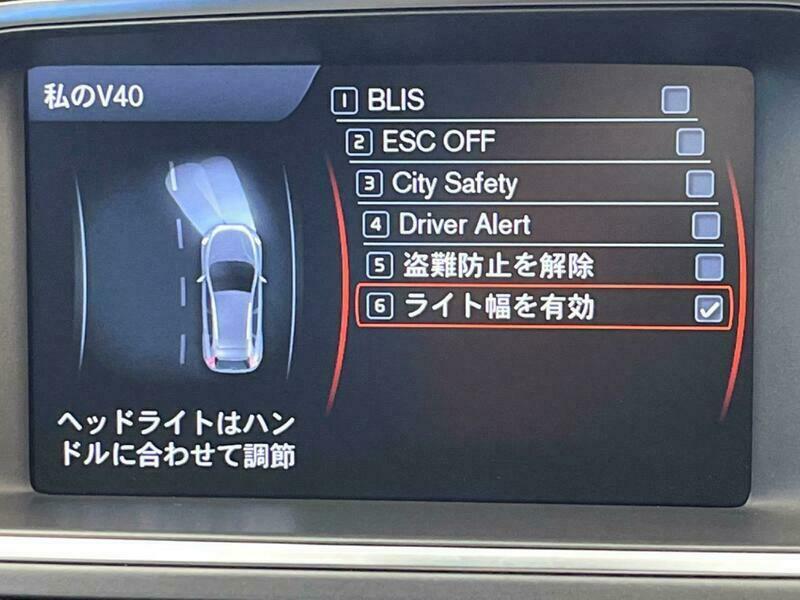 私のV40
1 BLIS
2 ESC OFF
3 City Safety
4 Driver Alert
5 盗難防止を解除
6 ライト幅を有効
ヘッドライトはハン
ドルに合わせて調節